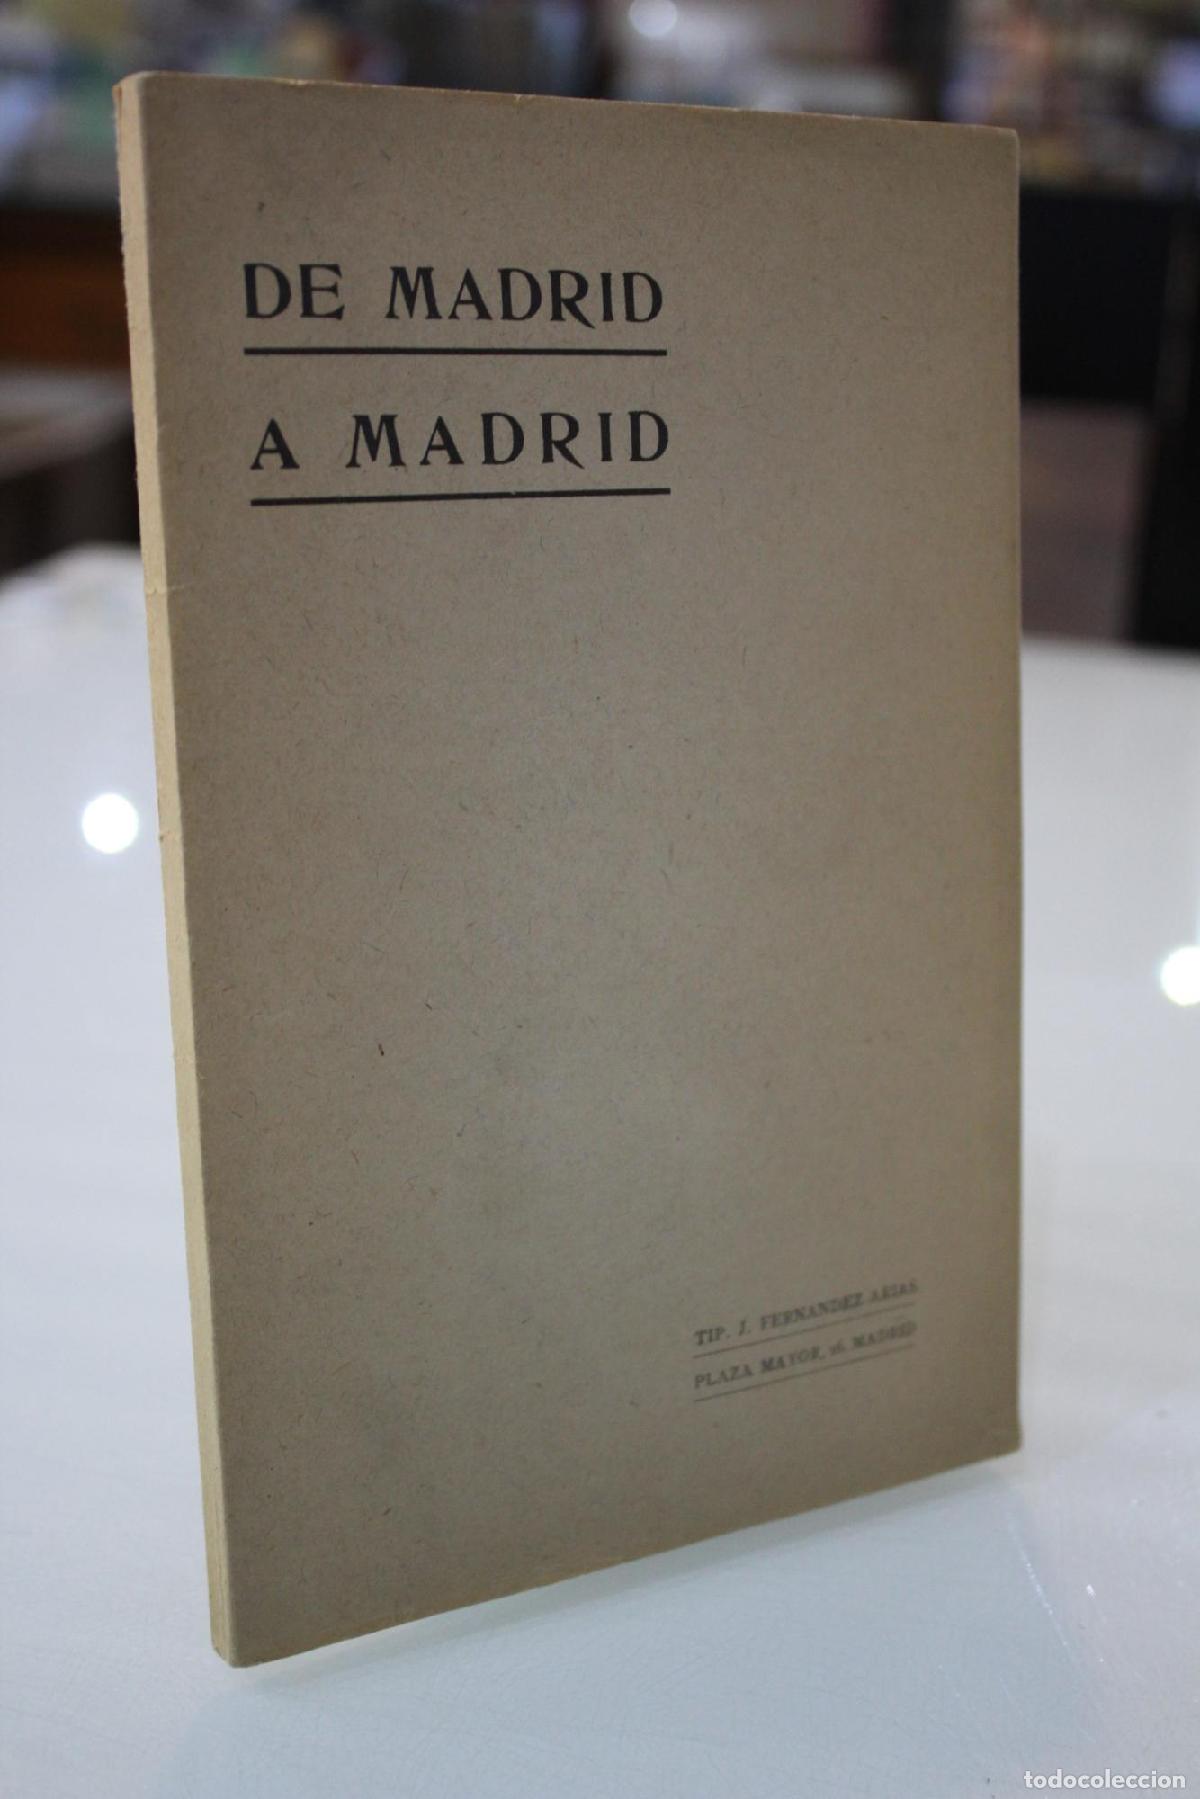 DE MADRID
A MADRID
TIP. J. FERNANDEZ ARIAS
PLAZA MAYOR, 16. MADRID
todocoleccion